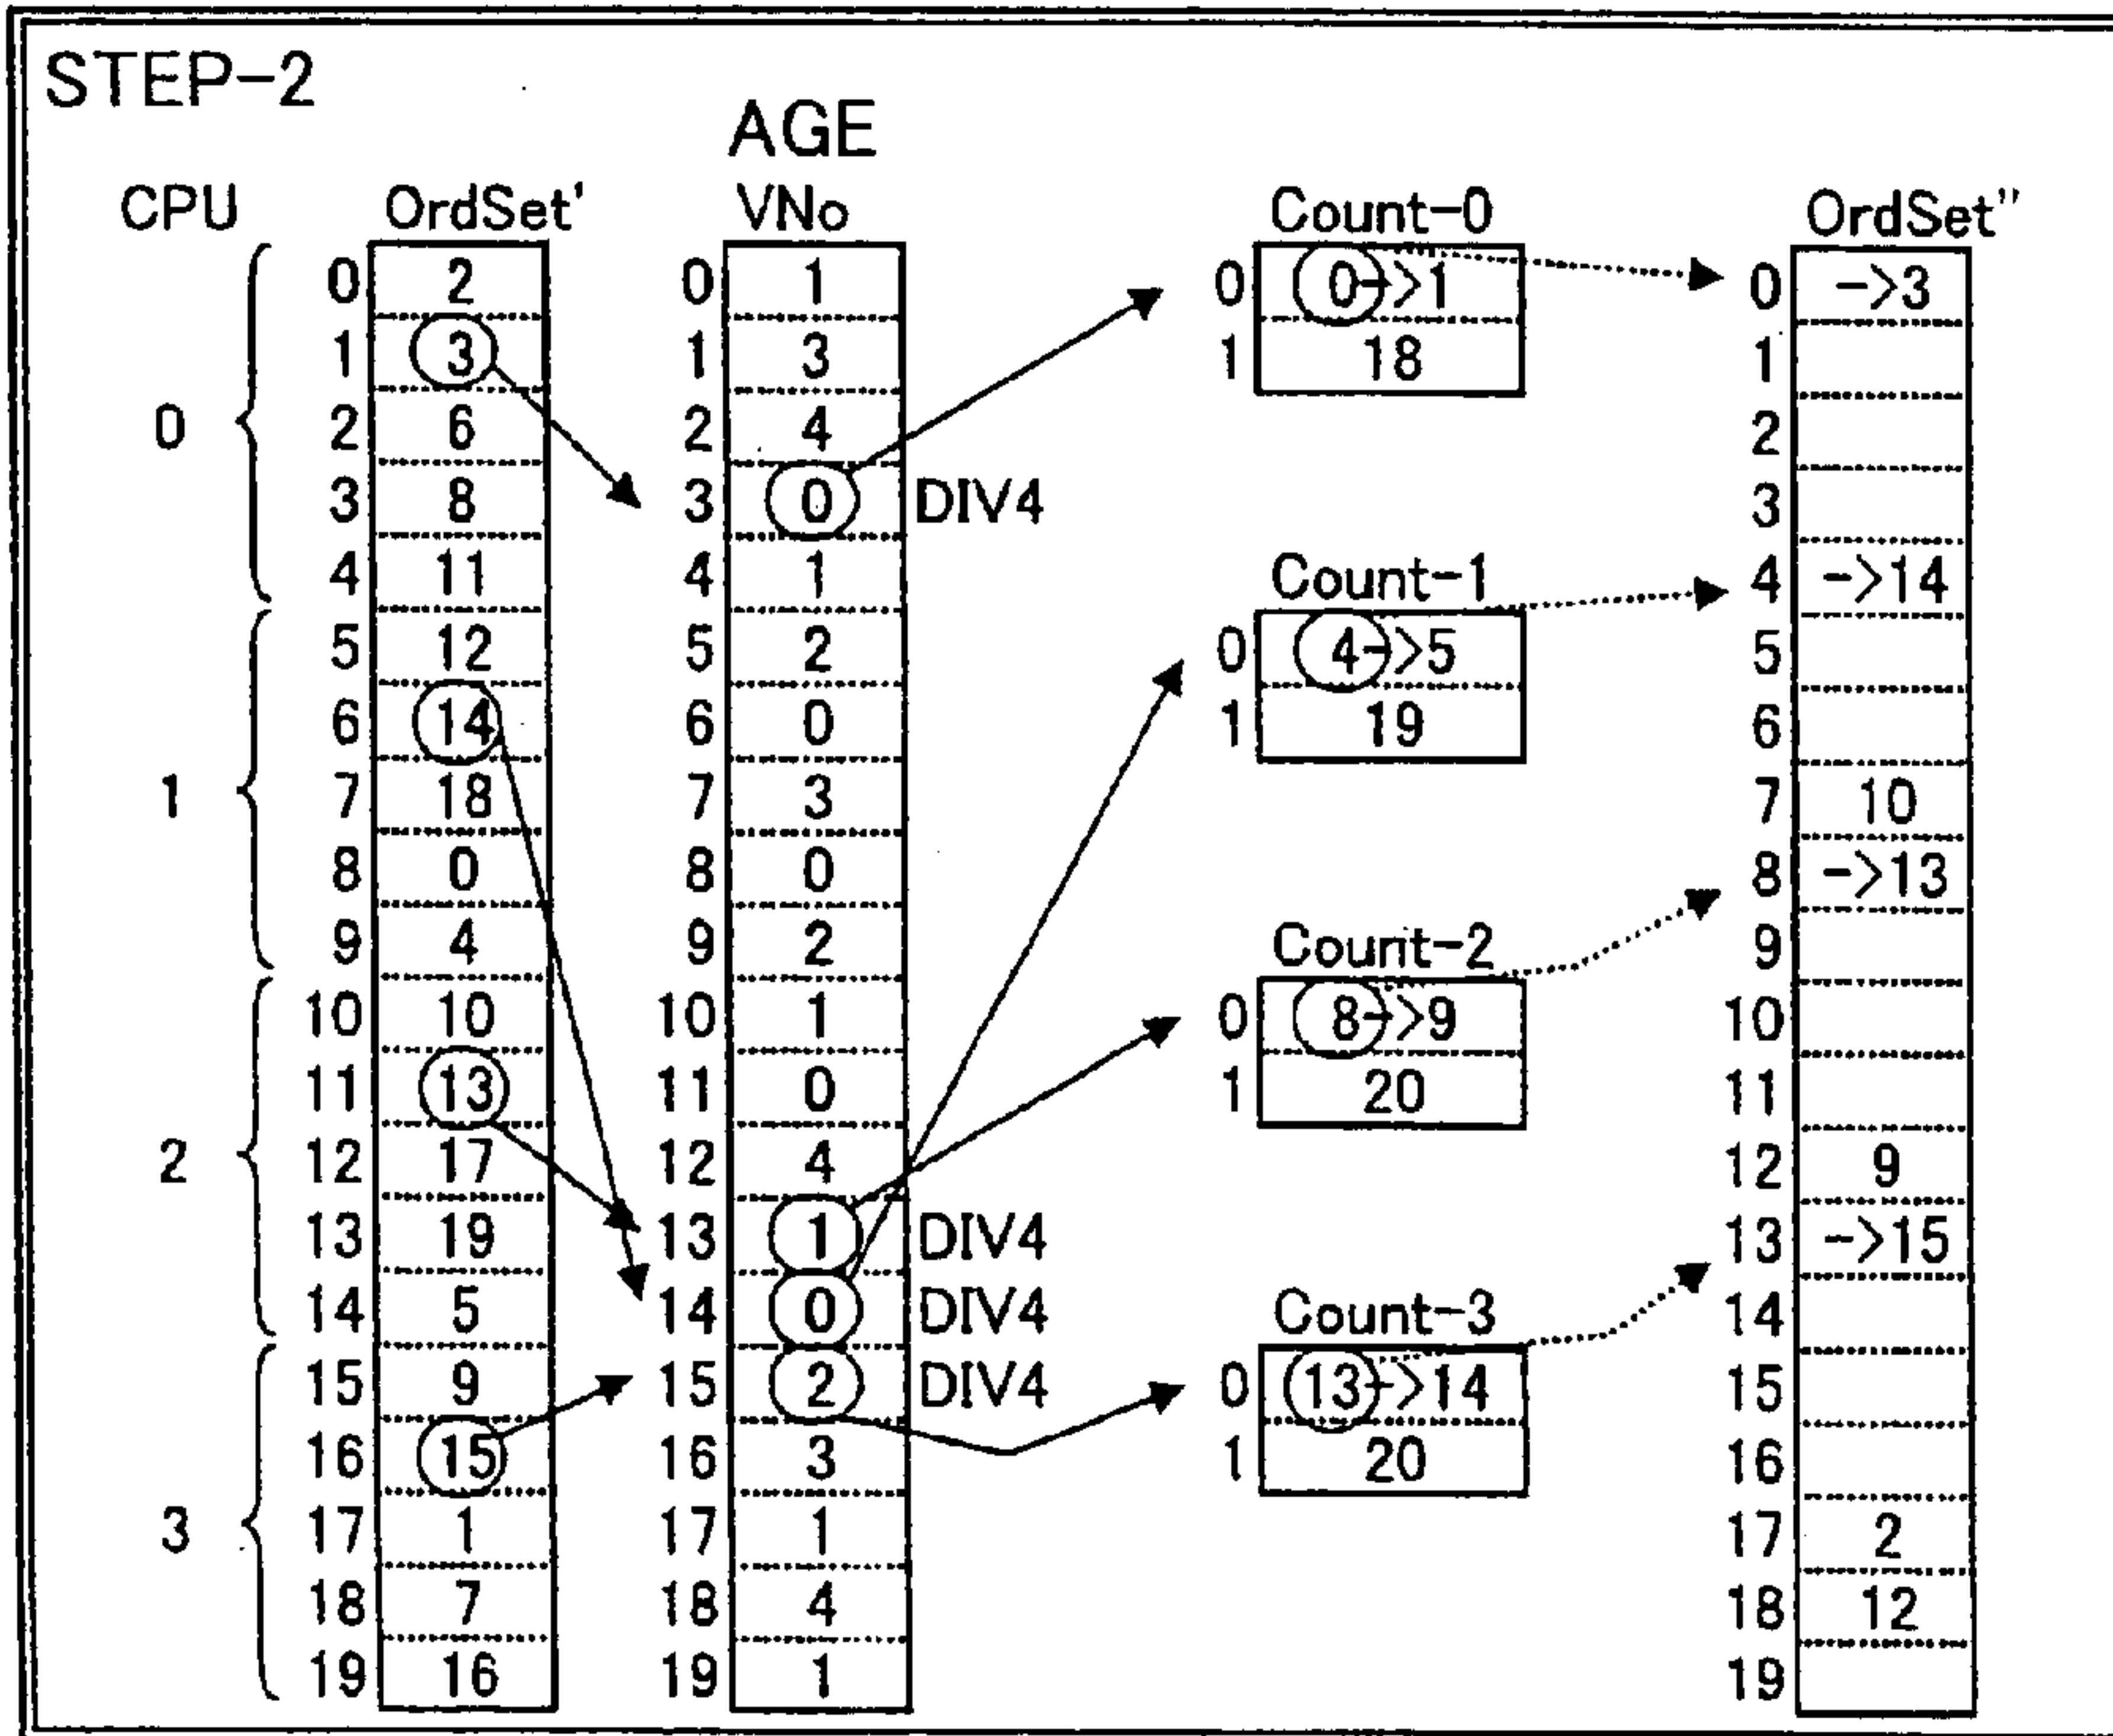 STEP-2
AGE
CPU OrdSet' VNo Count-0 OrdSet"
0 2 0 1 0 0->1 0 ->3
1 3 1 3 1 18 1
0 2 6 2 4 2
3 8 3 0 DIV4 3
4 11 4 1 Count-1 4 ->14
5 12 5 2 0 4->5 5
6 14 6 0 1 19 6
1 7 18 7 3 7 10
8 0 8 0 8 ->13
9 4 9 2 Count-2 9
10 10 10 1 0 8->9 10
11 13 11 0 1 20 11
2 12 17 12 4 12 9
13 19 13 1 DIV4 13 ->15
14 5 14 0 DIV4 Count-3 14
15 9 15 2 DIV4 0 13->14 15
16 15 16 3 1 20 16
3 17 1 17 1 17 2
18 7 18 4 18 12
19 16 19 1 19